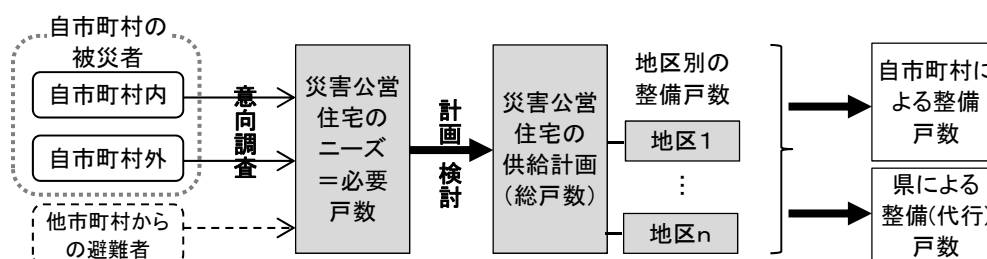 自市町村の
被災者
自市町村内
自市町村外
他市町村から
の避難者
意向調査
災害公営
住宅の
ニーズ
＝必要
戸数
計画検討
災害公営
住宅の
供給計画
(総戸数)
地区別の
整備戸数
地区1
⋮
地区n
自市町村に
よる整備
戸数
県による
整備(代行)
戸数